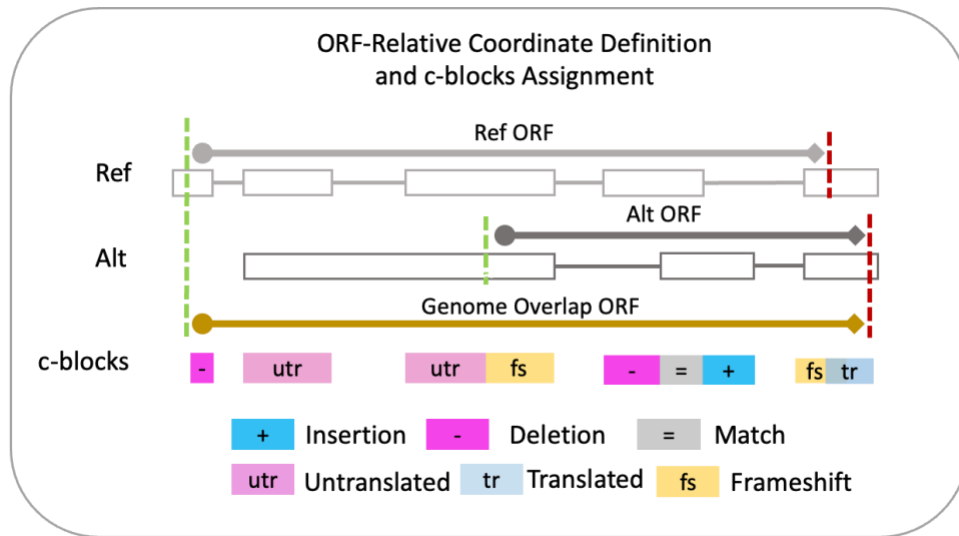 ORF-Relative Coordinate Definition
and c-blocks Assignment
Ref ORF
Ref
Alt ORF
Alt
Genome Overlap ORF
c-blocks - utr utr fs - = + fs tr
+ Insertion - Deletion = Match
utr Untranslated tr Translated fs Frameshift